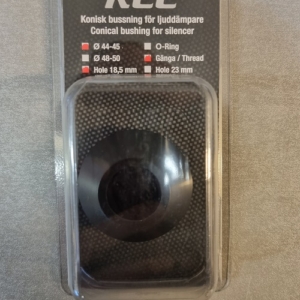 Konisk bussning för ljuddämpare
Conical bushing for silencer
Ø 44-45 O-Ring
Ø 48-50 Gänga / Thread
Hole 18,5 mm Hole 23 mm